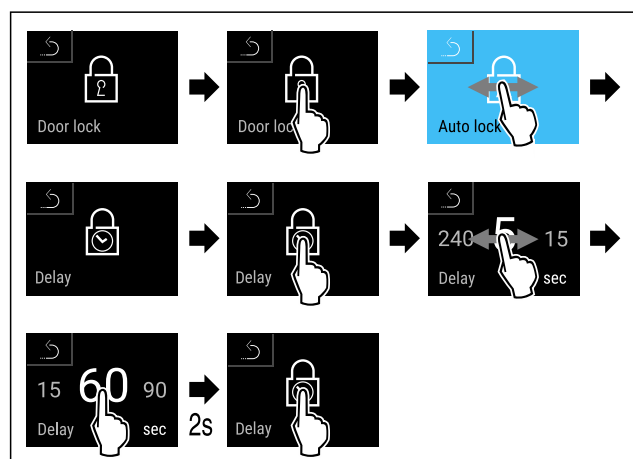 Door lock
Door loc
Auto lock
Delay
Delay
240 5 15
Delay sec
15 60 90
Delay sec
2s
Delay